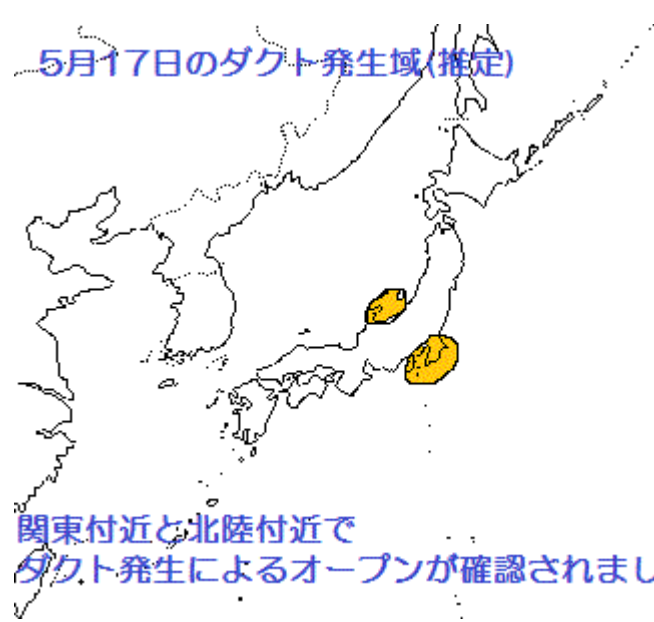 5月17日のダクト発生域(推定)
関東付近と北陸付近で
ダクト発生によるオープンが確認されまし